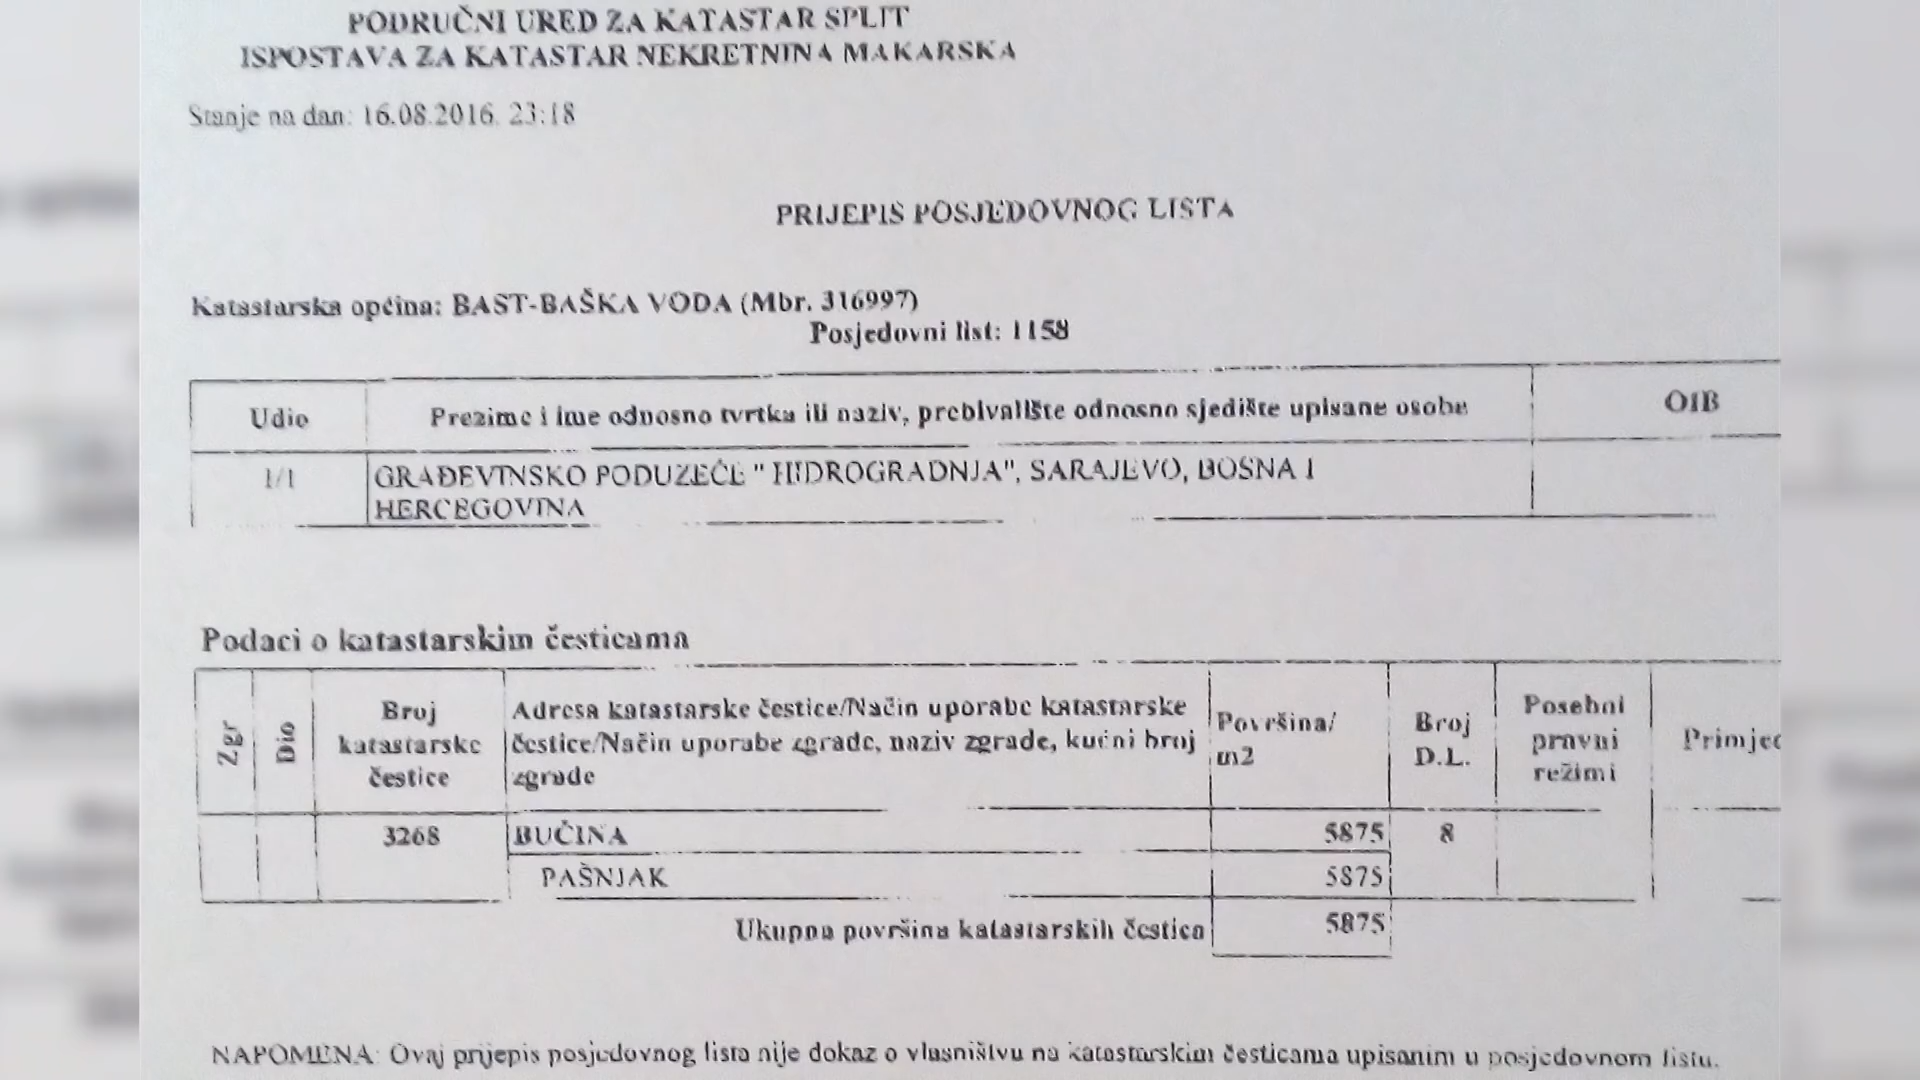 PODRUČNI URED ZA KATASTAR SPLIT
ISPOSTAVA ZA KATASTAR NEKRETNINA MAKARSKA
Stanje na dan: 16.08.2016. 23:18
PRIJEPIS POSJEDOVNOG LISTA
Katastarska općina: BAST-BAŠKA VODA (Mbr. 316997)
Posjedovni list: 1158
Udio
Prezime i ime odnosno tvrtka ili naziv, prebivalište odnosno sjedište upisane osobe
OIB
1/1
GRAĐEVINSKO PODUZEĆE " HIDROGRADNJA", SARAJEVO, BOSNA I
HERCEGOVINA
Podaci o katastarskim česticama
Zgr
Dio
Broj
katastarske
čestice
Adresa katastarske čestice/Način uporabe katastarske
čestice/Način uporabe zgrade, naziv zgrade, kućni broj
zgrade
Površina/
m2
Broj
D.L.
Posebni
pravni
režimi
Primjed
3268
BUČINA
5875
8
PAŠNJAK
5875
Ukupna površina katastarskih čestica
5875
NAPOMENA: Ovaj prijepis posjedovnog lista nije dokaz o vlasništvu na katastarskim česticama upisanim u posjedovnom listu.